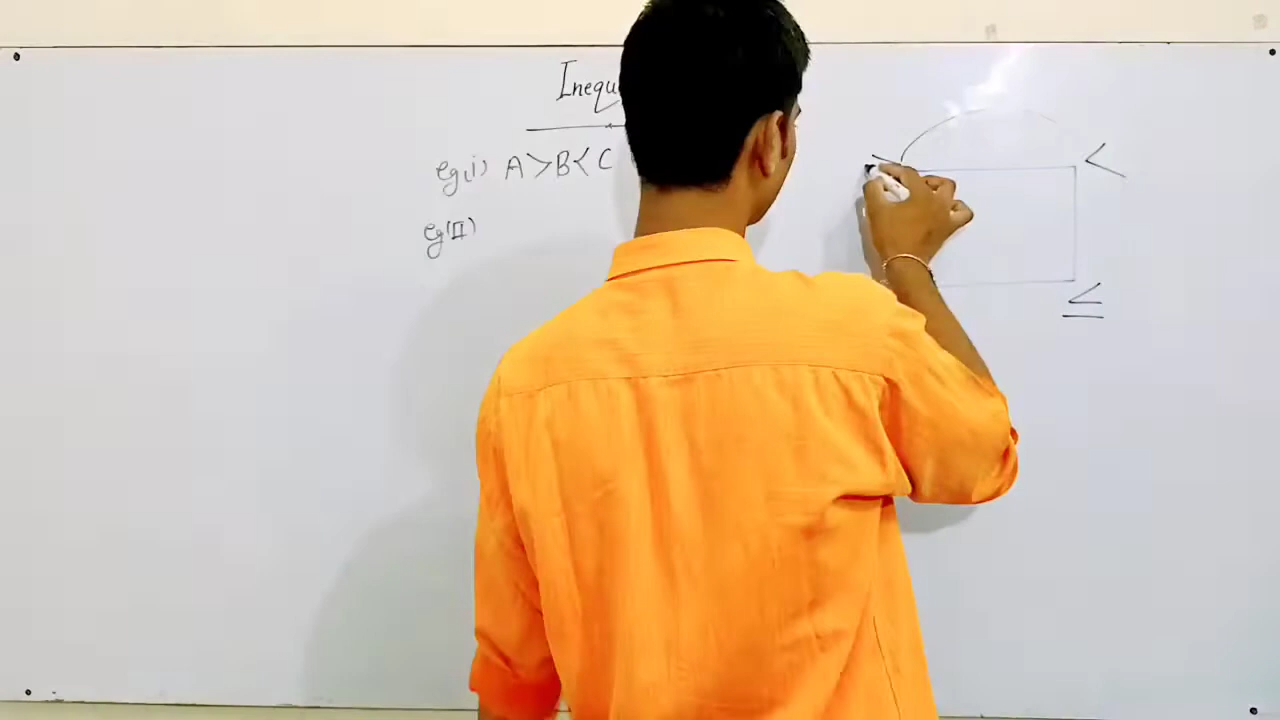 Inequ
eg(i) A>B<C
eg(II)
<
≤